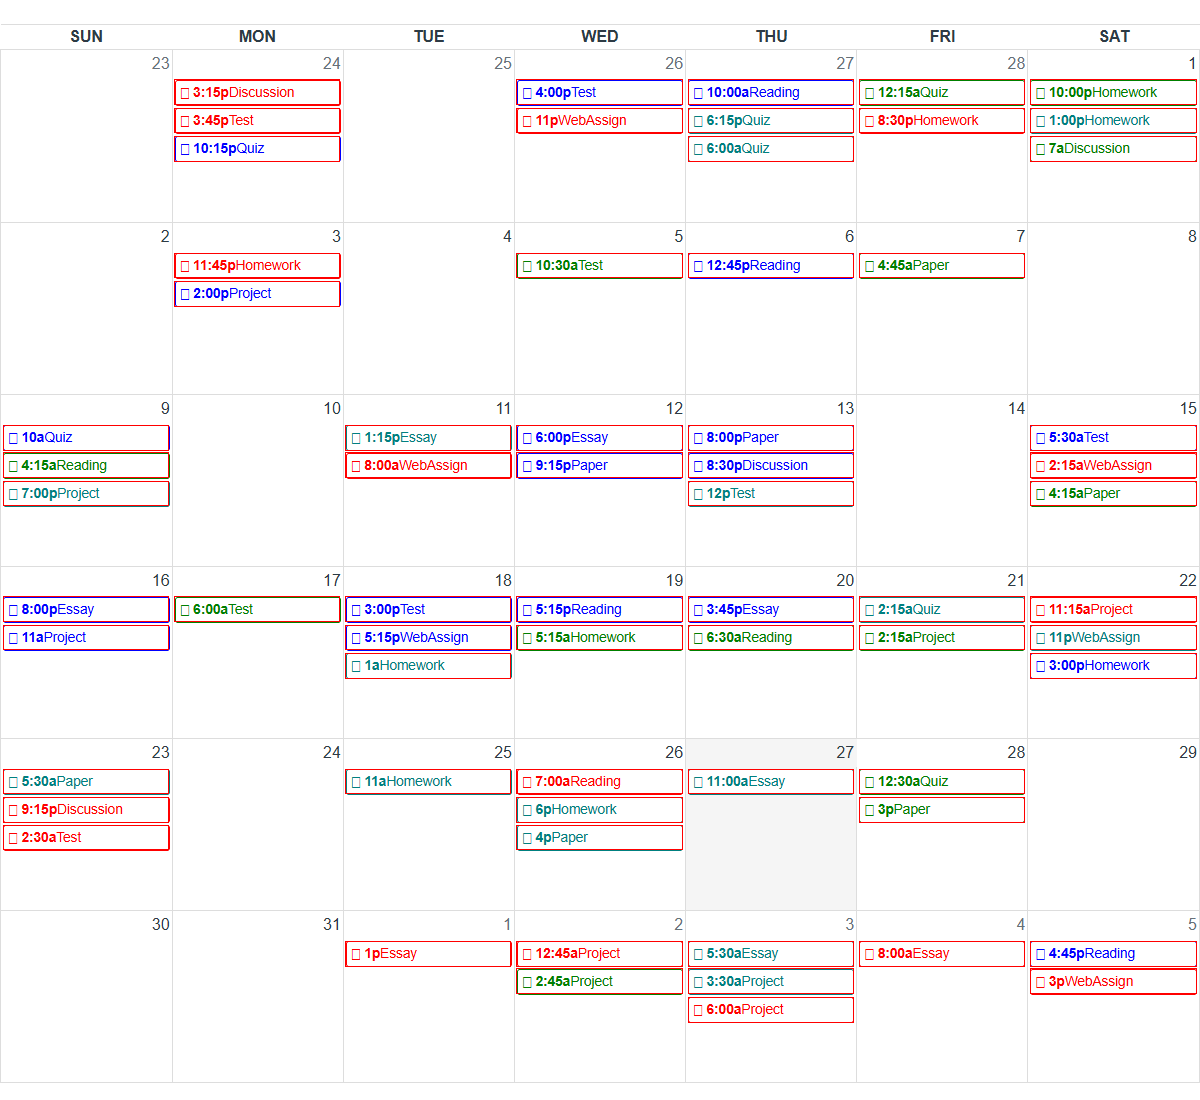 SUN MON TUE WED THU FRI SAT
23 24 25 26 27 28 1
3:15pDiscussion 4:00pTest 10:00aReading 12:15aQuiz 10:00pHomework
3:45pTest 11pWebAssign 6:15pQuiz 8:30pHomework 1:00pHomework
10:15pQuiz 6:00aQuiz 7aDiscussion
2 3 4 5 6 7 8
11:45pHomework 10:30aTest 12:45pReading 4:45aPaper
2:00pProject
9 10 11 12 13 14 15
10aQuiz 1:15pEssay 6:00pEssay 8:00pPaper 5:30aTest
4:15aReading 8:00aWebAssign 9:15pPaper 8:30pDiscussion 2:15aWebAssign
7:00pProject 12pTest 4:15aPaper
16 17 18 19 20 21 22
8:00pEssay 6:00aTest 3:00pTest 5:15pReading 3:45pEssay 2:15aQuiz 11:15aProject
11aProject 5:15pWebAssign 5:15aHomework 6:30aReading 2:15aProject 11pWebAssign
1aHomework 3:00pHomework
23 24 25 26 27 28 29
5:30aPaper 11aHomework 7:00aReading 11:00aEssay 12:30aQuiz
9:15pDiscussion 6pHomework 3pPaper
2:30aTest 4pPaper
30 31 1 2 3 4 5
1pEssay 12:45aProject 5:30aEssay 8:00aEssay 4:45pReading
2:45aProject 3:30aProject 3pWebAssign
6:00aProject